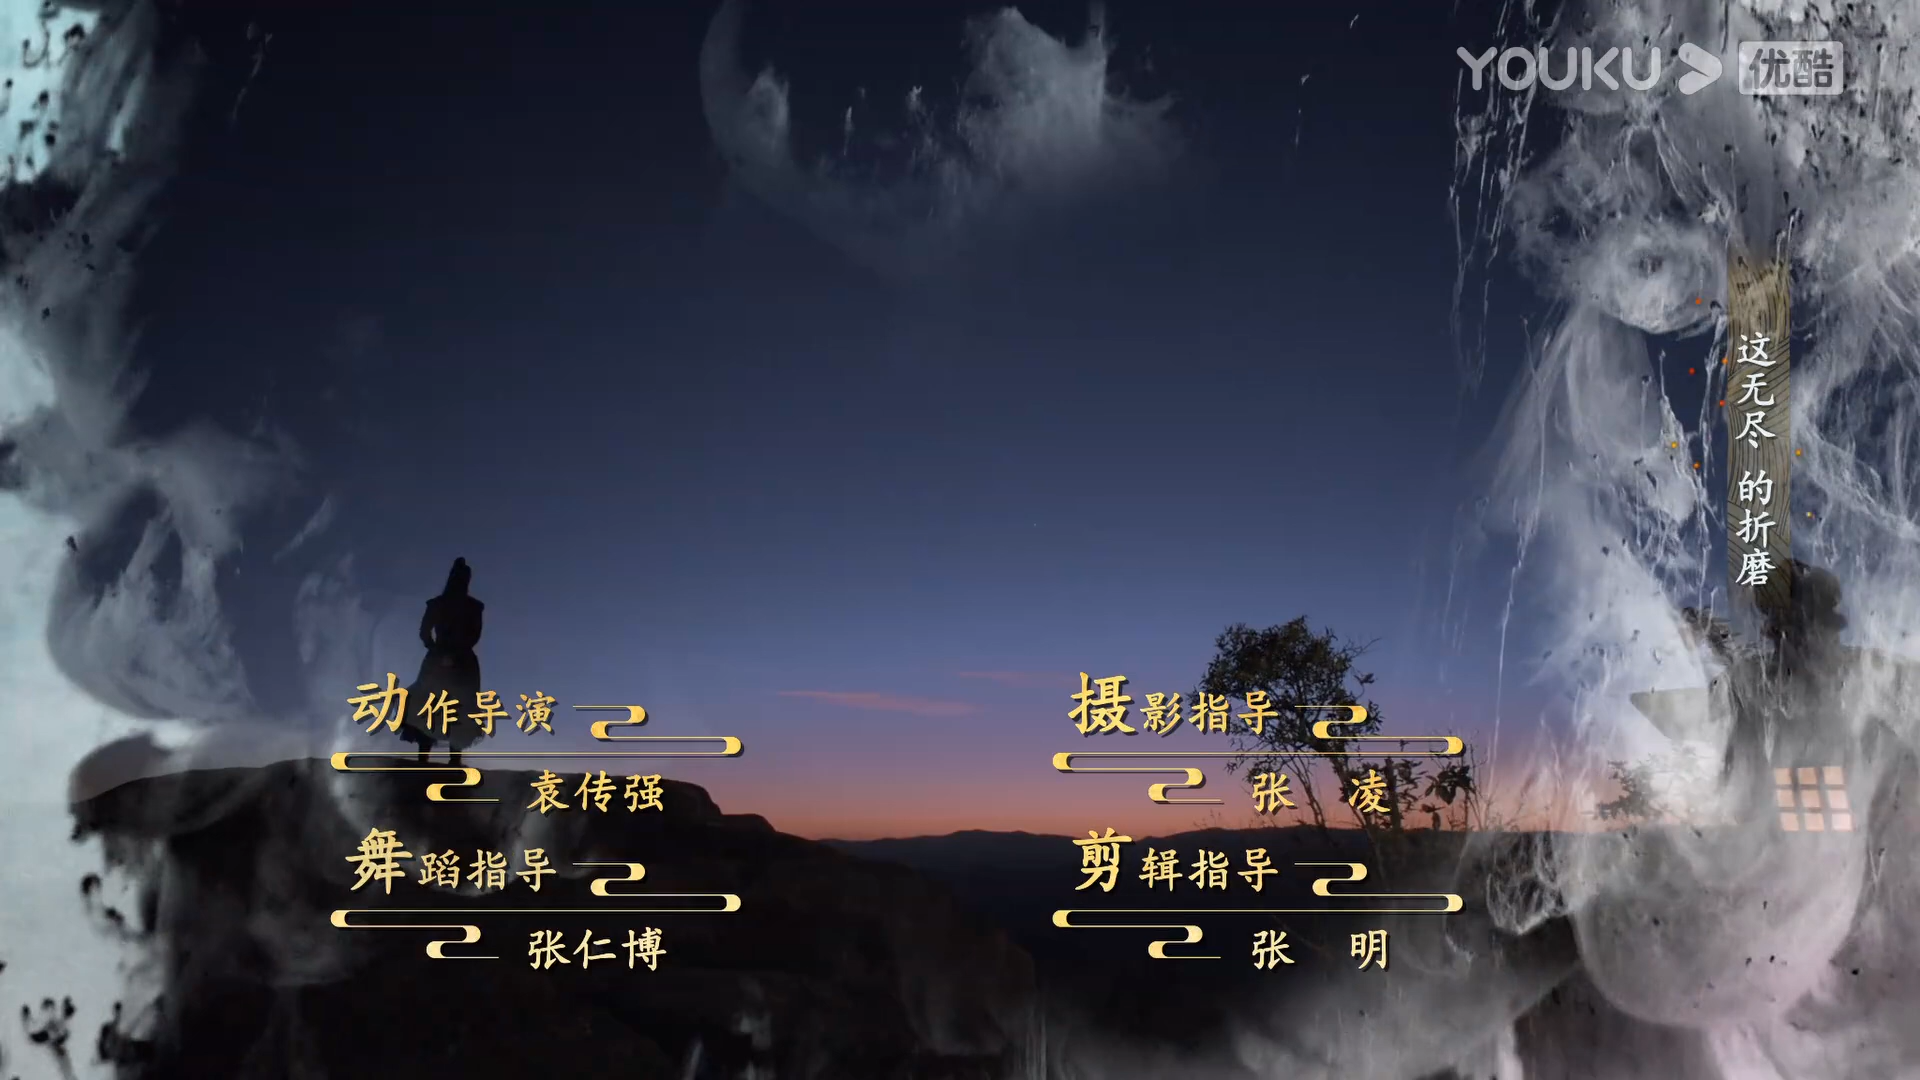 YOUKU 优酷
这无尽 的折磨
动作导演
袁传强
摄影指导
张 凌
舞蹈指导
张仁博
剪辑指导
张 明